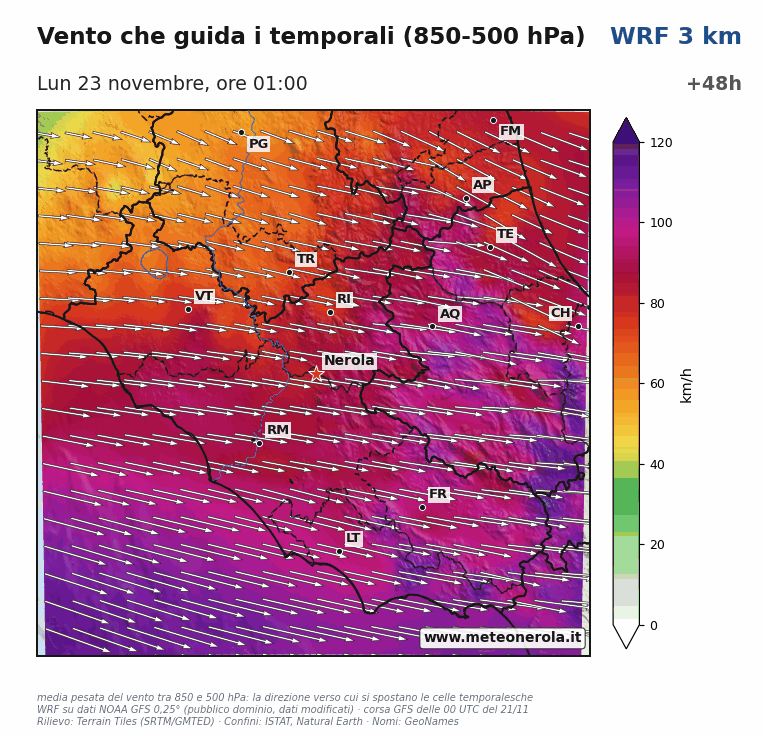 Vento che guida i temporali (850-500 hPa) WRF 3 km
Lun 23 novembre, ore 01:00 +48h
FM
PG
AP
TE
TR
VT
RI
AQ
CH
Nerola
RM
FR
LT
www.meteonerola.it
120
100
80
60
40
20
0
km/h
media pesata del vento tra 850 e 500 hPa: la direzione verso cui si spostano le celle temporalesche
WRF su dati NOAA GFS 0,25° (pubblico dominio, dati modificati) · corsa GFS delle 00 UTC del 21/11
Rilievo: Terrain Tiles (SRTM/GMTED) · Confini: ISTAT, Natural Earth · Nomi: GeoNames